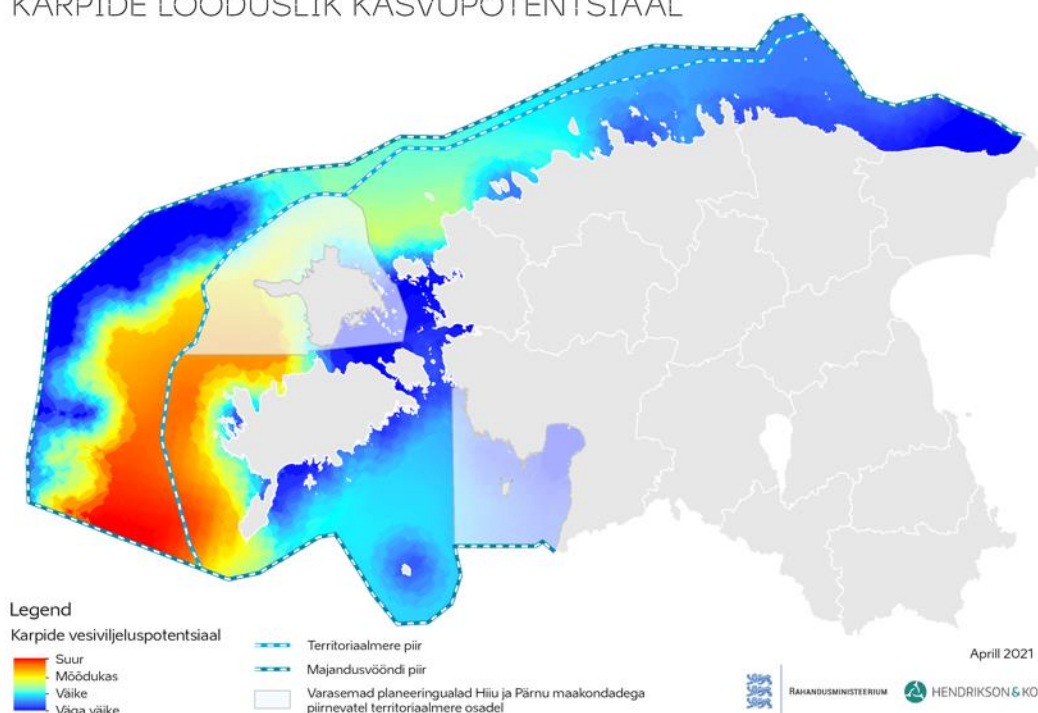 KARPIDE LOODUSLIK KASVUPOTENTSIAAL
Legend
Karpide vesiviljeluspotentsiaal
Suur
Mõõdukas
Väike
Väga väike
Territoriaalmere piir
Majandusvööndi piir
Varasemad planeeringualad Hiiu ja Pärnu maakondadega
piirnevatel territoriaalmere osadel
Aprill 2021
RAHANDUSMINISTEERIUM
HENDRIKSON & KO